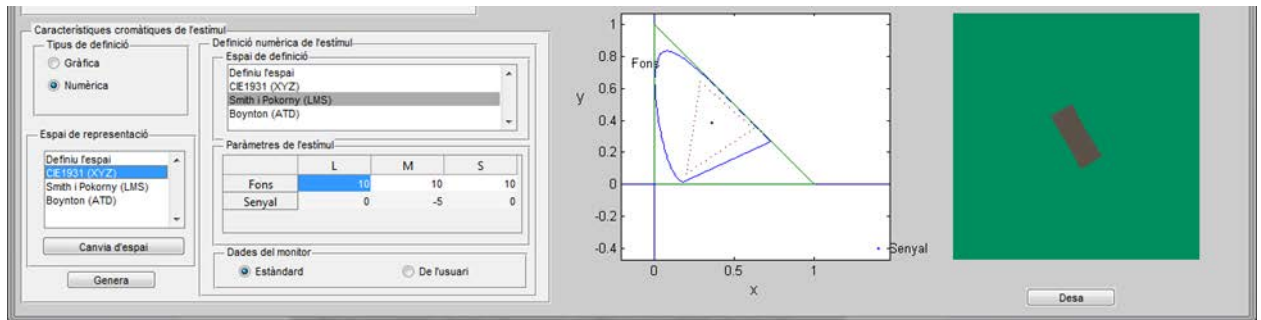 Característiques cromàtiques de l'estímul
Tipus de definició
Gràfica
Numèrica
Espai de representació
Definiu l'espai
CIE1931 (XYZ)
Smith i Pokorny (LMS)
Boynton (ATD)
Canvia d'espai
Genera
Definició numèrica de l'estímul
Espai de definició
Definiu l'espai
CIE1931 (XYZ)
Smith i Pokorny (LMS)
Boynton (ATD)
Paràmetres de l'estímul
L M S
Fons 10 10 10
Senyal 0 -5 0
Dades del monitor
Estàndard De l'usuari
1
0.8
0.6
0.4
0.2
0
-0.2
-0.4
y
Fons
Senyal
0 0.5 1
x
Desa